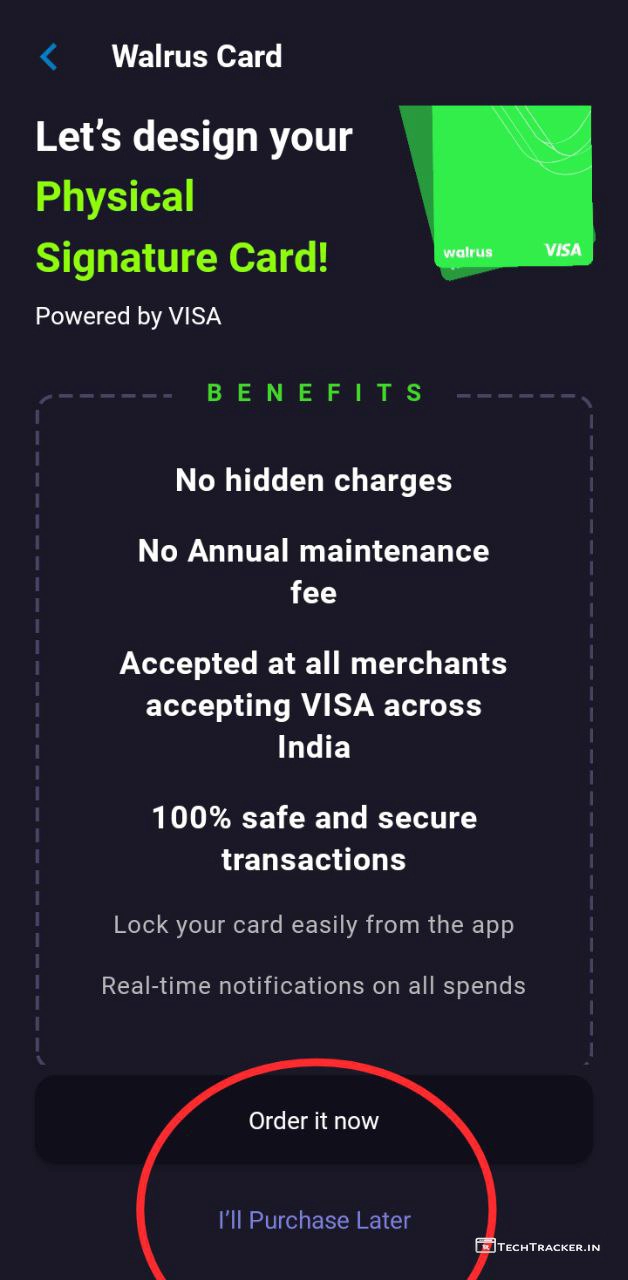 Walrus Card
Let’s design your
Physical
Signature Card!
Powered by VISA
walrus
VISA
BENEFITS
No hidden charges
No Annual maintenance
fee
Accepted at all merchants
accepting VISA across
India
100% safe and secure
transactions
Lock your card easily from the app
Real-time notifications on all spends
Order it now
I’ll Purchase Later
TechTracker.in